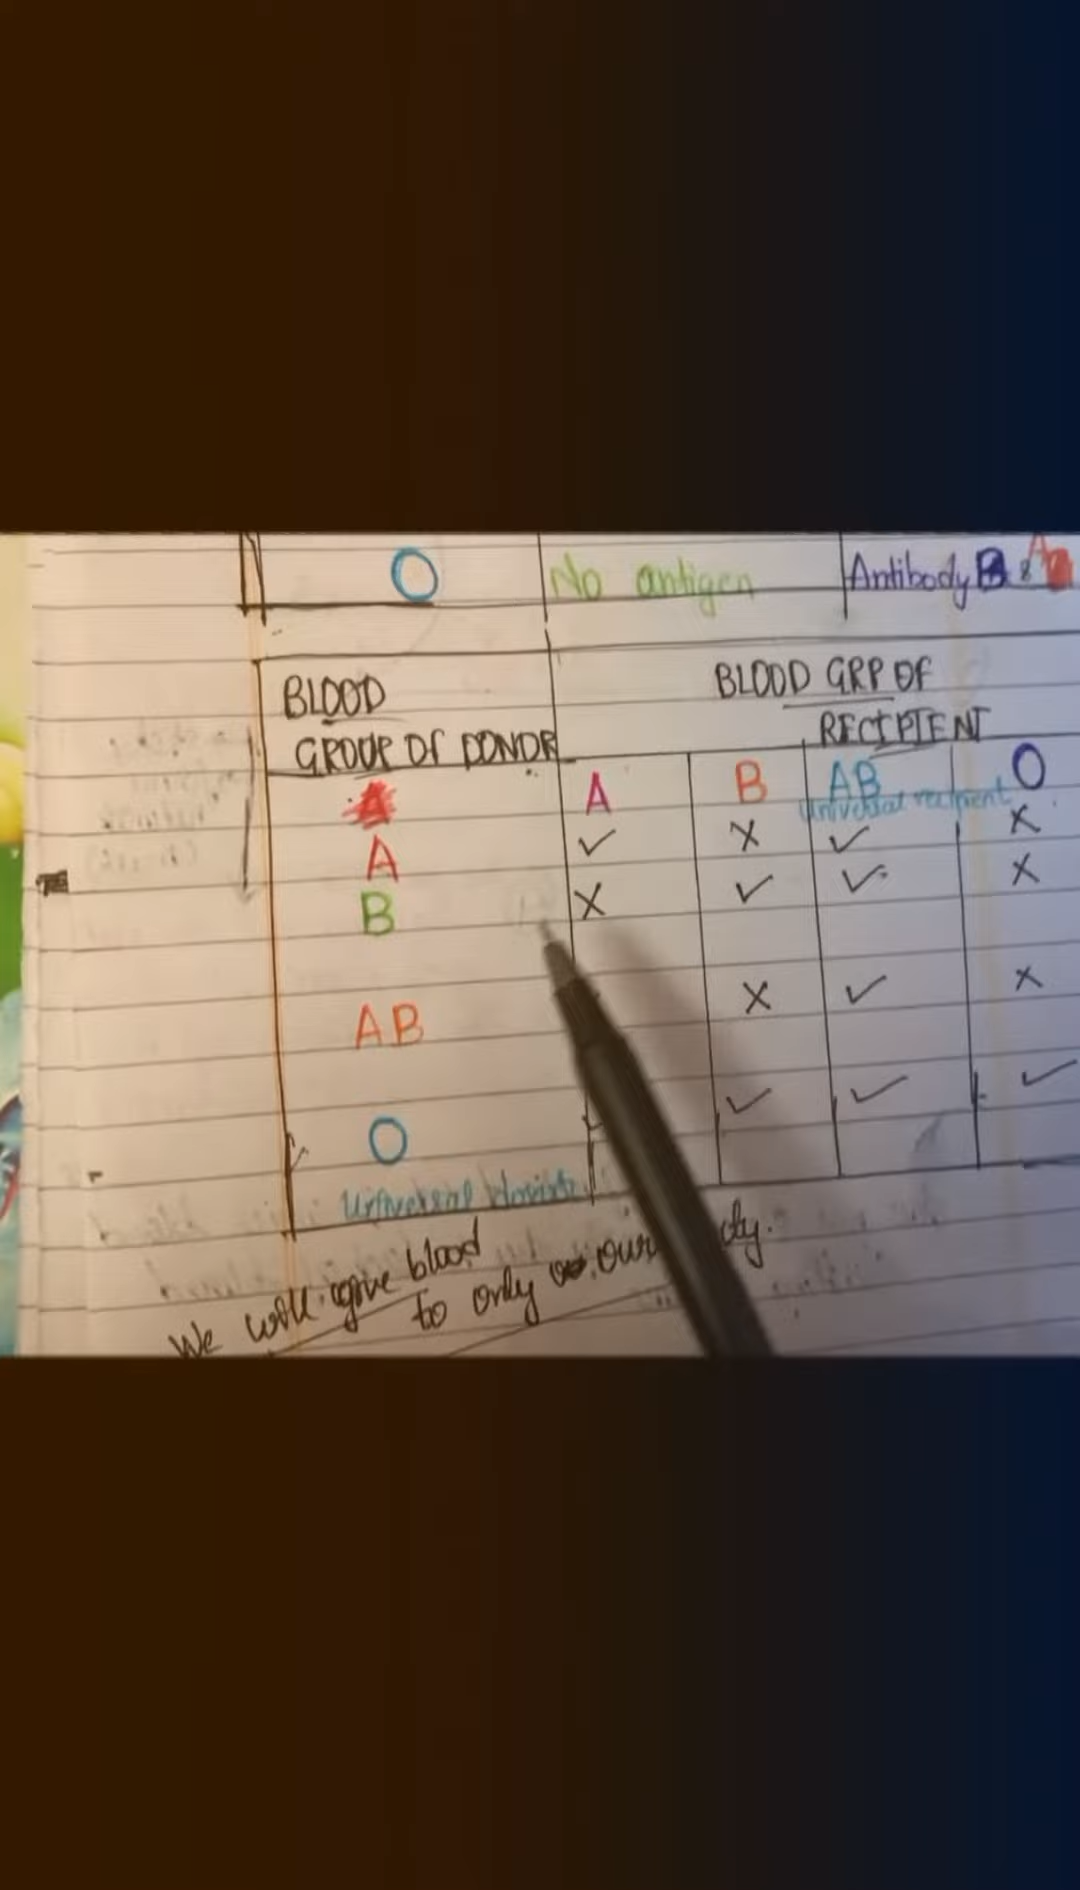 O No antigen Antibody B & A
BLOOD BLOOD GRP OF
GROUP OF DONOR RECIPIENT
A B AB O
universal recipient
A ✓ X ✓ X
B X ✓ ✓ X
AB X ✓ X
O ✓ ✓ ✓
Universal
We will give blood
to only our